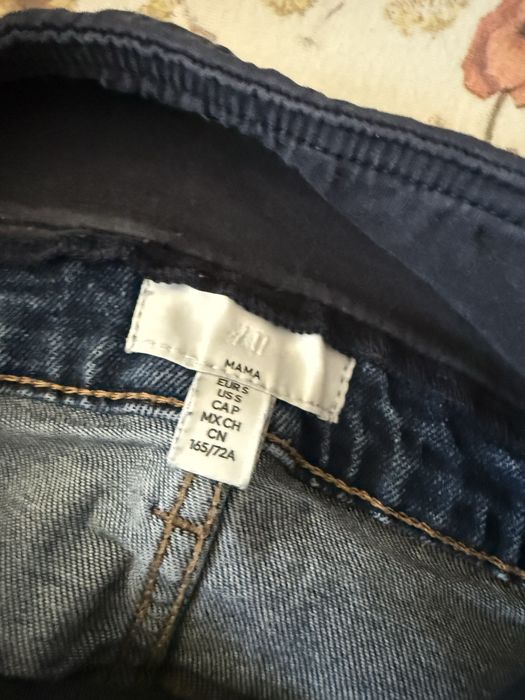 H&M
MAMA
EUR S
US S
CA P
MX CH
CN
165/72A